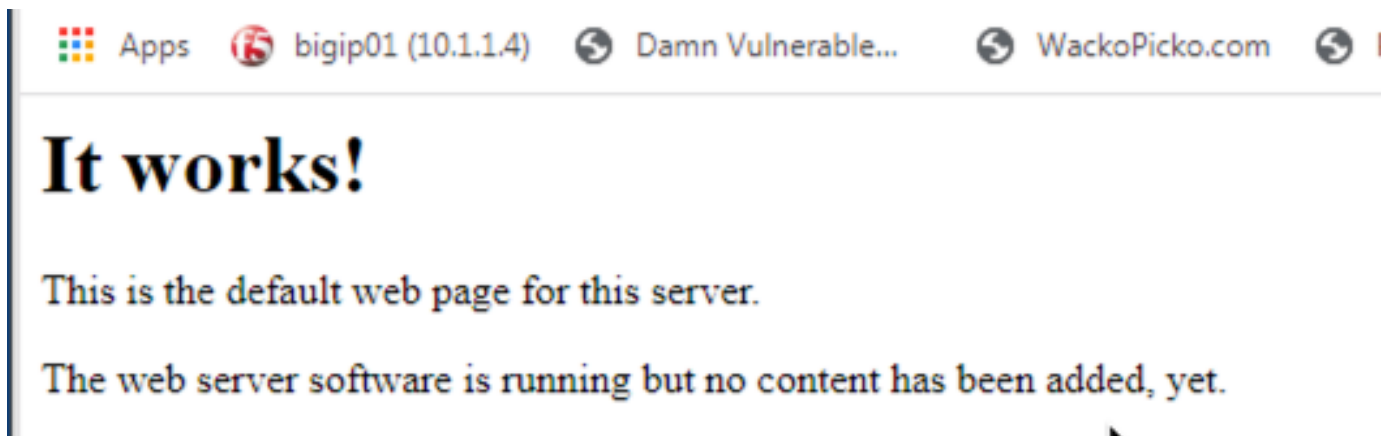 Apps bigip01 (10.1.1.4) Damn Vulnerable... WackoPicko.com
It works!
This is the default web page for this server.
The web server software is running but no content has been added, yet.